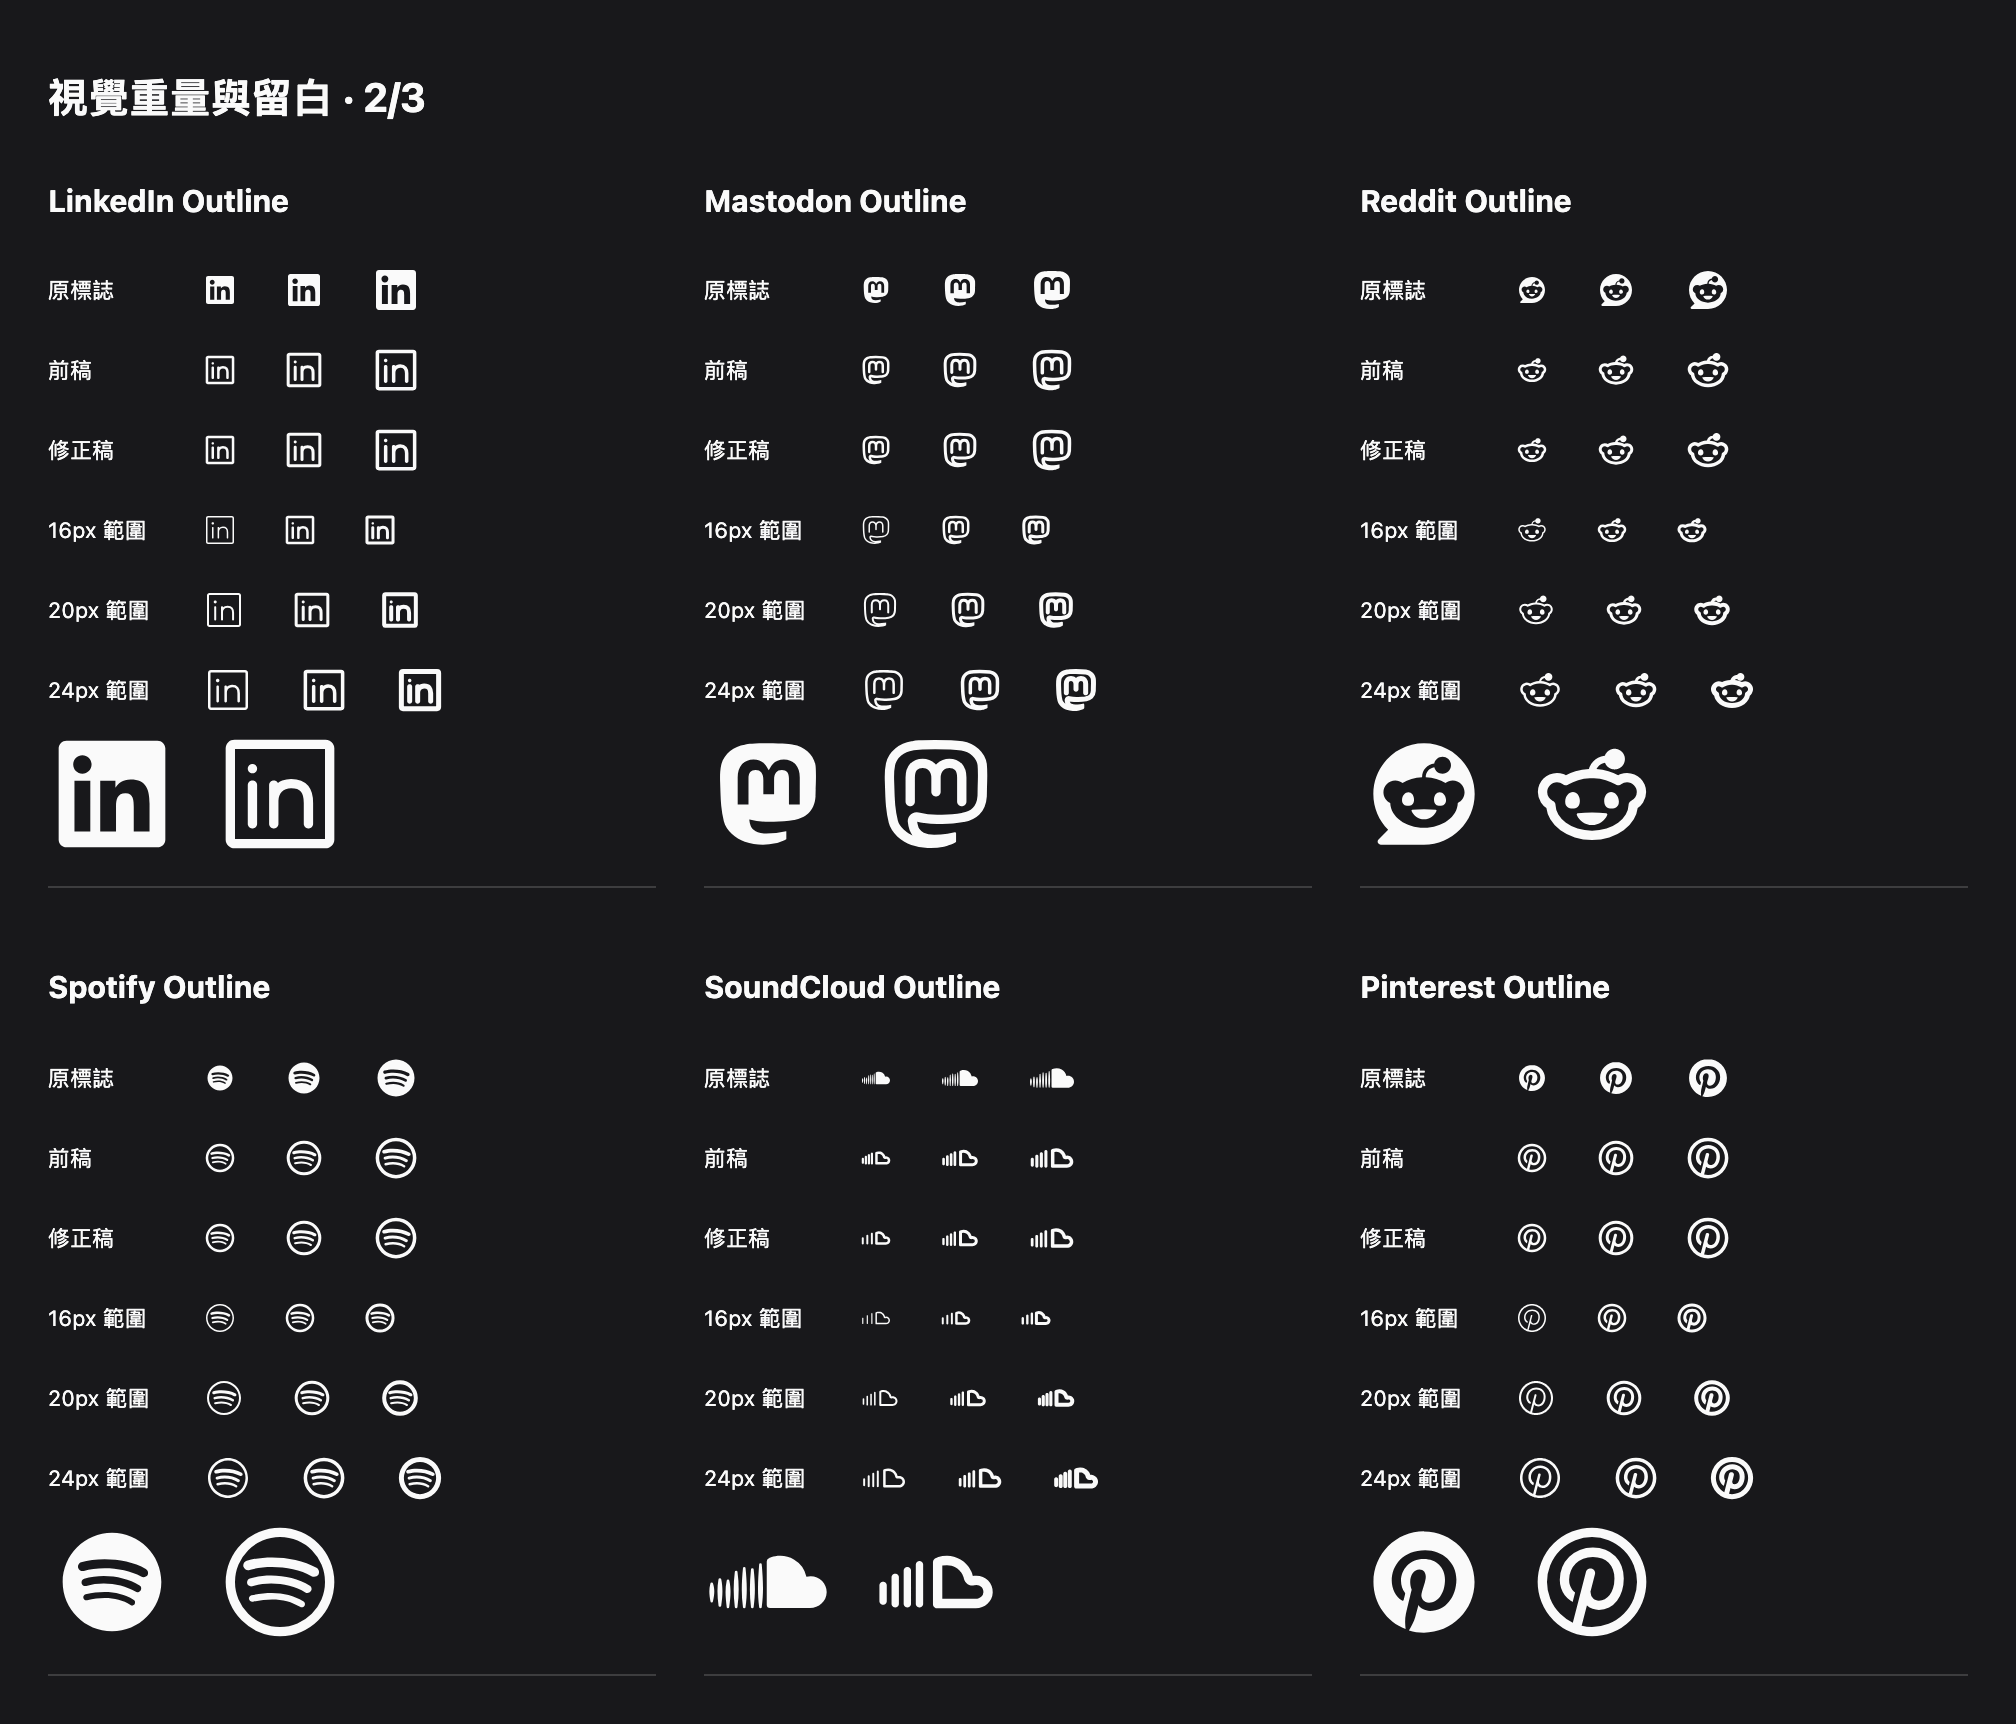 視覺重量與留白 · 2/3
LinkedIn Outline
原標誌
前稿
修正稿
16px 範圍
20px 範圍
24px 範圍
Mastodon Outline
原標誌
前稿
修正稿
16px 範圍
20px 範圍
24px 範圍
Reddit Outline
原標誌
前稿
修正稿
16px 範圍
20px 範圍
24px 範圍
Spotify Outline
原標誌
前稿
修正稿
16px 範圍
20px 範圍
24px 範圍
SoundCloud Outline
原標誌
前稿
修正稿
16px 範圍
20px 範圍
24px 範圍
Pinterest Outline
原標誌
前稿
修正稿
16px 範圍
20px 範圍
24px 範圍